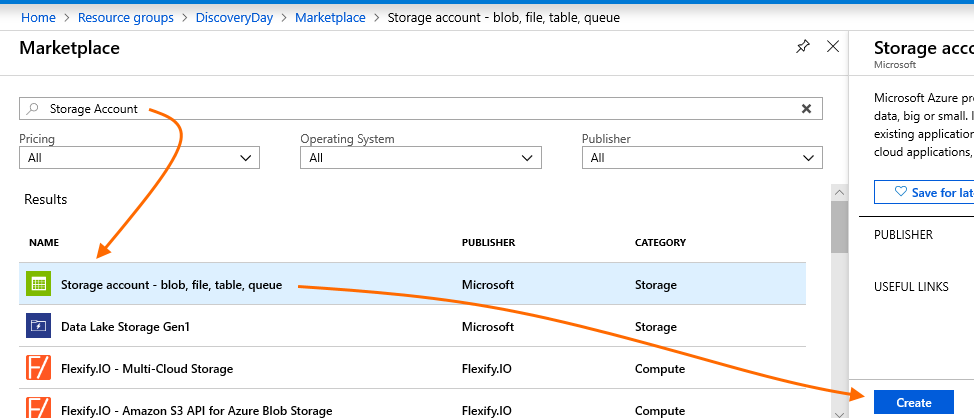 Home > Resource groups > DiscoveryDay > Marketplace > Storage account - blob, file, table, queue
Marketplace
Storage Account
Pricing
All
Operating System
All
Publisher
All
Results
NAME PUBLISHER CATEGORY
Storage account - blob, file, table, queue Microsoft Storage
Data Lake Storage Gen1 Microsoft Storage
Flexify.IO - Multi-Cloud Storage Flexify.IO Compute
Flexify.IO - Amazon S3 API for Azure Blob Storage Flexify.IO Compute
Storage acco
Microsoft
Microsoft Azure pro
data, big or small. I
existing application
cloud applications,
Save for lat
PUBLISHER
USEFUL LINKS
Create